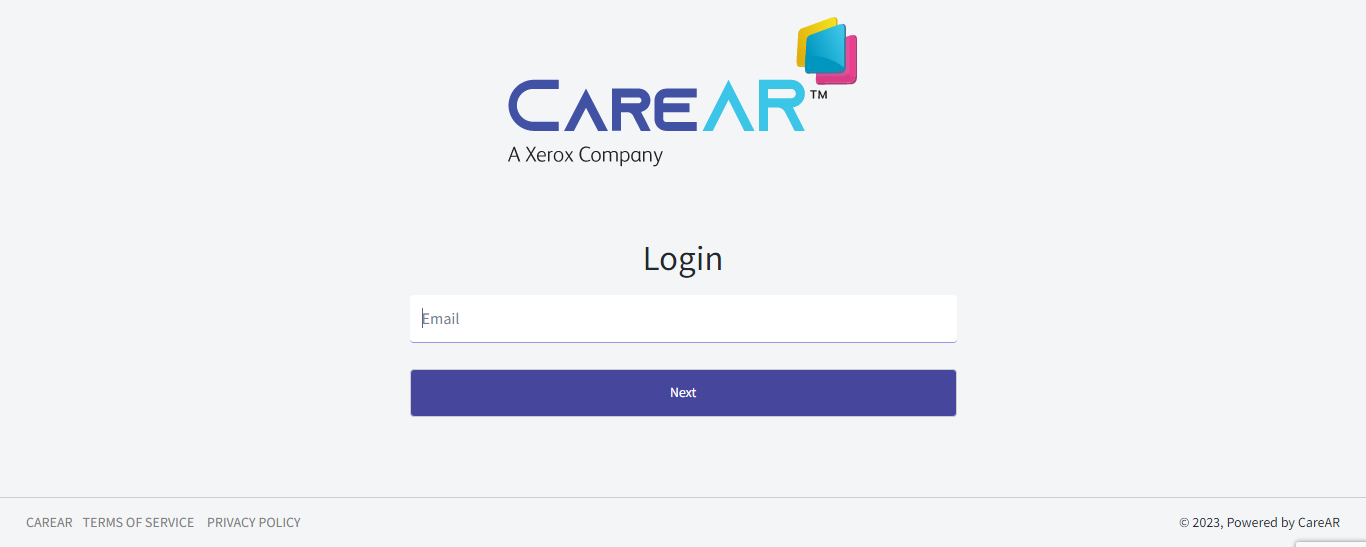 CAREAR™
A Xerox Company
Login
Email
Next
CAREAR TERMS OF SERVICE PRIVACY POLICY © 2023, Powered by CareAR